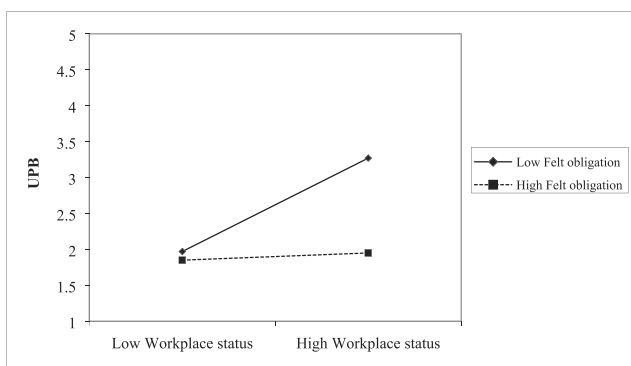 5
4.5
4
3.5
3
2.5
2
1.5
1
UPB
Low Workplace status
High Workplace status
Low Felt obligation
High Felt obligation